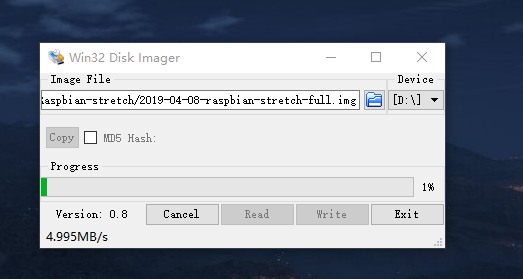 Win32 Disk Imager
Image File
Device
aspbian-stretch/2019-04-08-raspbian-stretch-full.img
[D:\]
Copy
MD5 Hash:
Progress
1%
Version: 0.8
Cancel
Read
Write
Exit
4.995MB/s